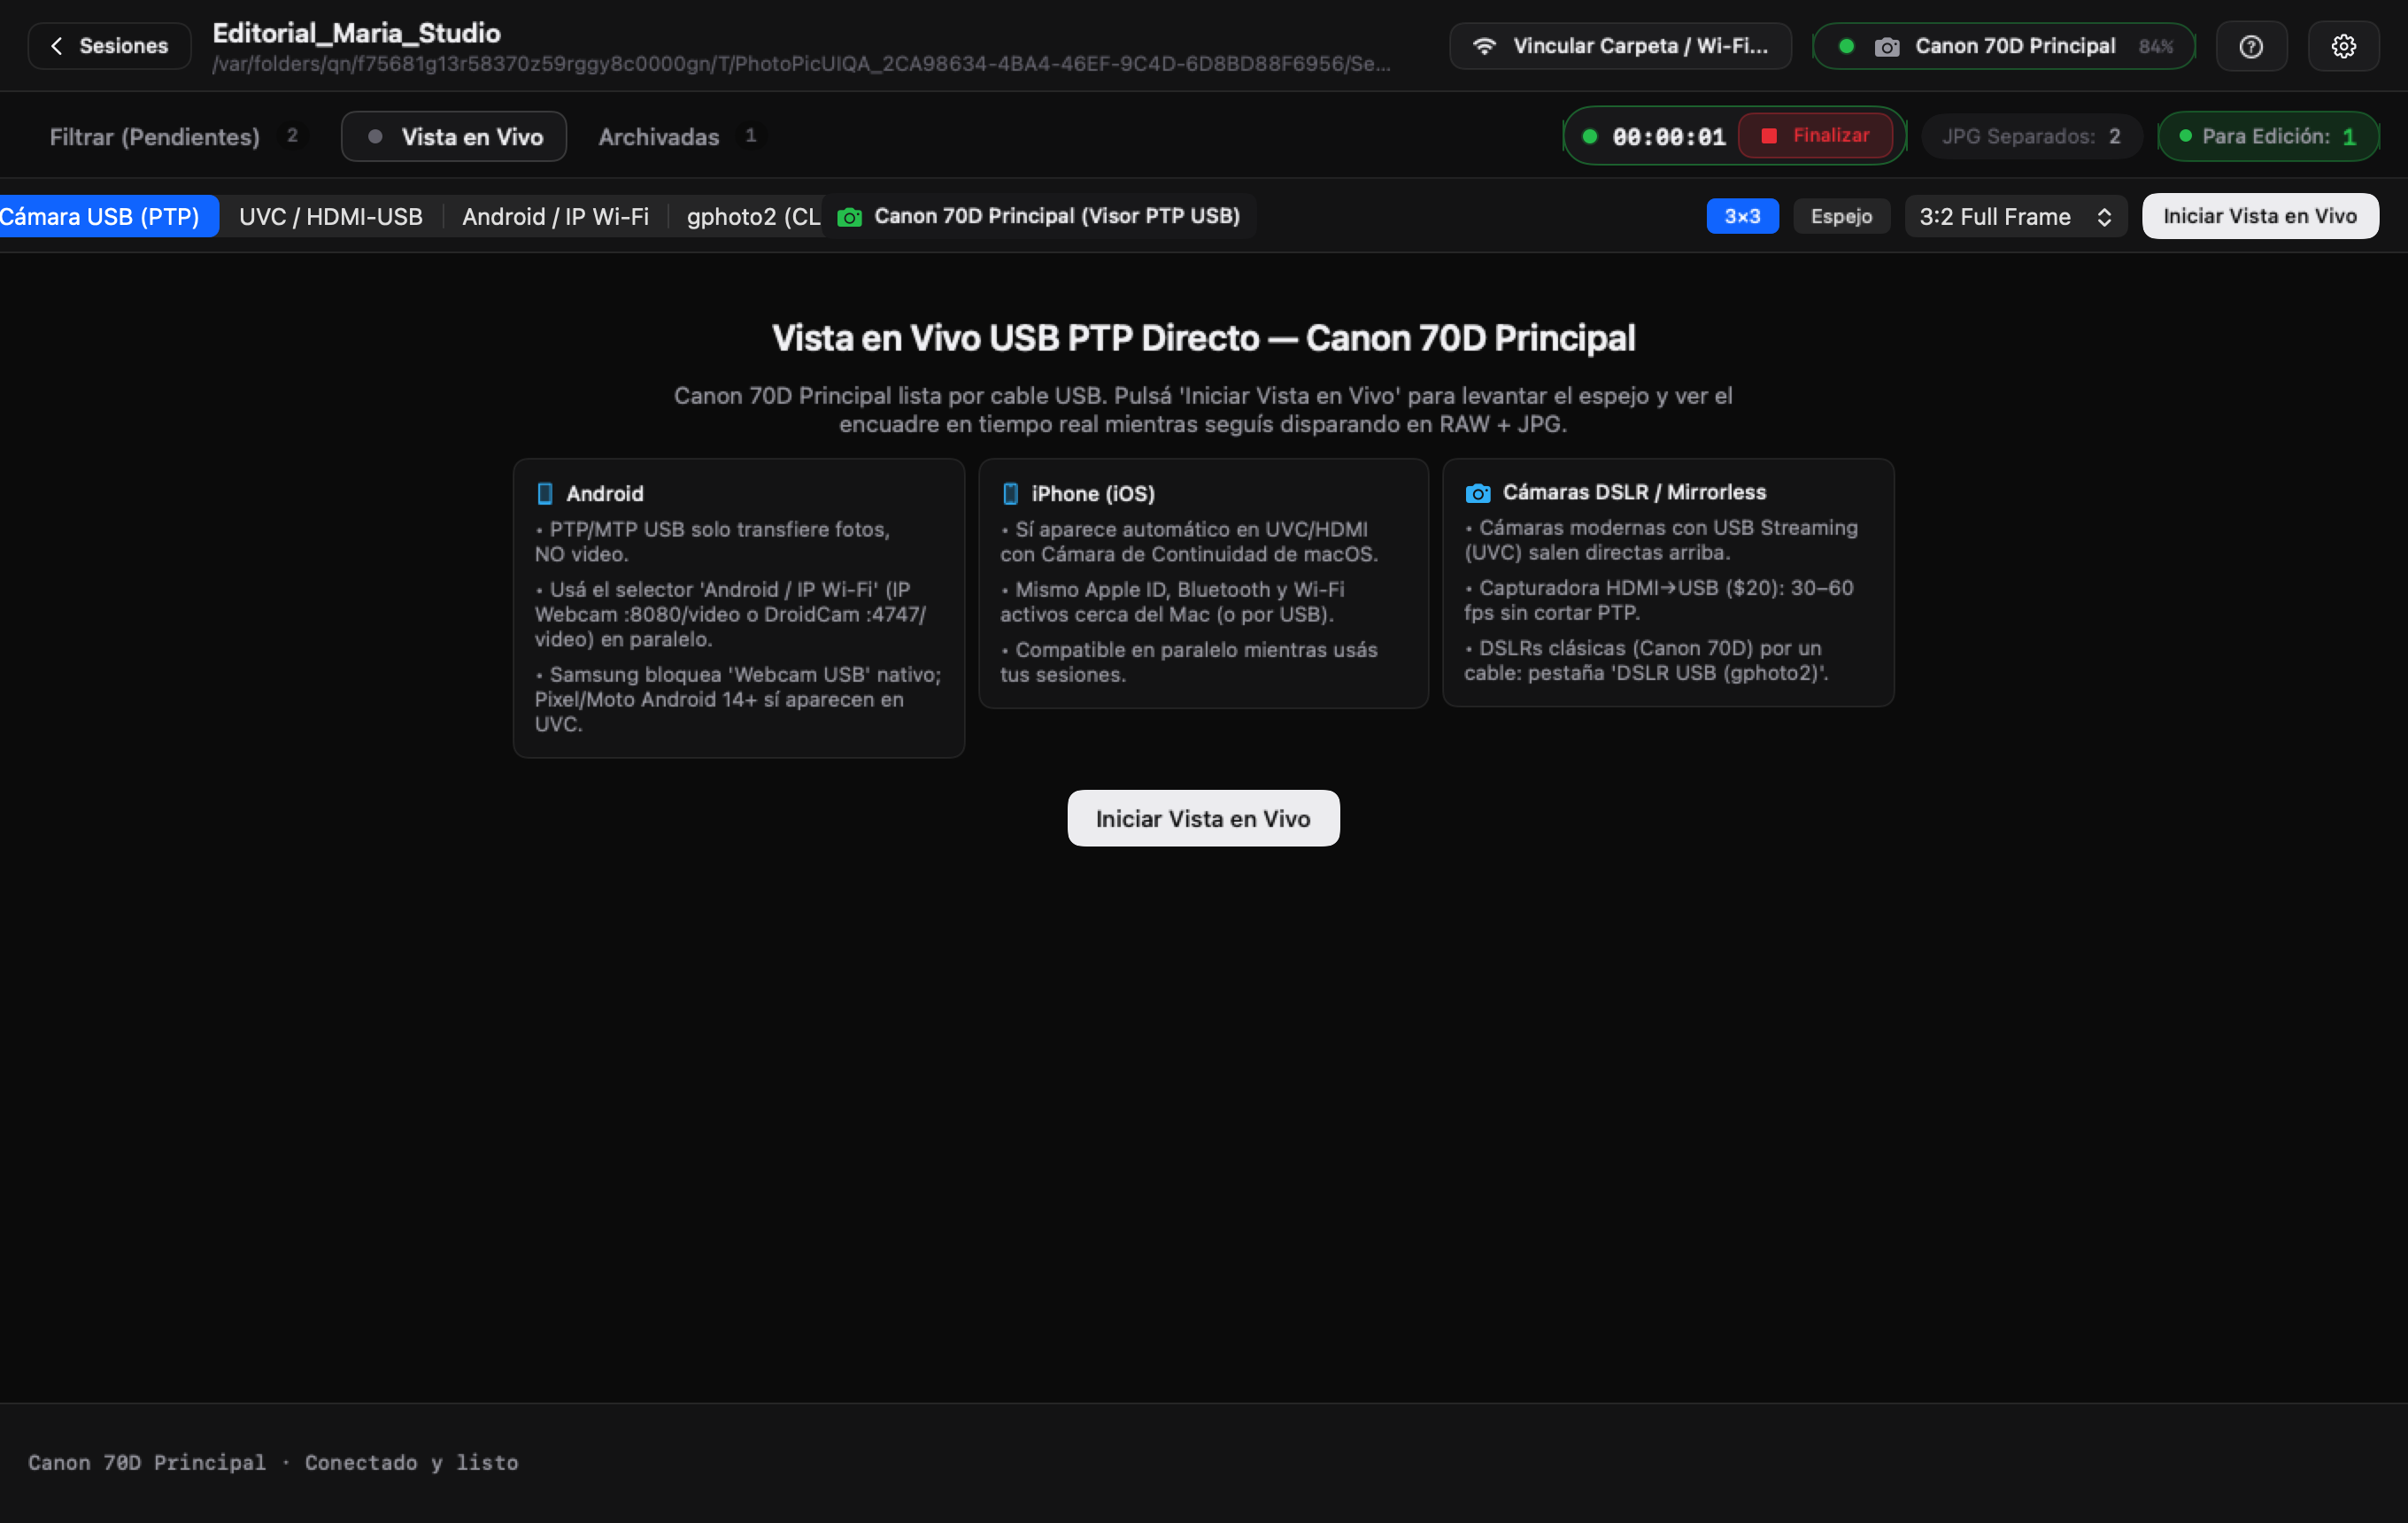 Sesiones
Editorial_Maria_Studio
/var/folders/qn/f75681g13r58370z59rggy8c0000gn/T/PhotoPicUIQA_2CA98634-4BA4-46EF-9C4D-6D8BD88F6956/Se...
Vincular Carpeta / Wi-Fi...
Canon 70D Principal 84%
Filtrar (Pendientes) 2
Vista en Vivo
Archivadas 1
00:00:01
Finalizar
JPG Separados: 2
Para Edición: 1
Cámara USB (PTP)
UVC / HDMI-USB
Android / IP Wi-Fi
gphoto2 (CL
Canon 70D Principal (Visor PTP USB)
3×3
Espejo
3:2 Full Frame
Iniciar Vista en Vivo
Vista en Vivo USB PTP Directo — Canon 70D Principal
Canon 70D Principal lista por cable USB. Pulsá 'Iniciar Vista en Vivo' para levantar el espejo y ver el
encuadre en tiempo real mientras seguís disparando en RAW + JPG.
Android
• PTP/MTP USB solo transfiere fotos,
NO video.
• Usá el selector 'Android / IP Wi-Fi' (IP
Webcam :8080/video o DroidCam :4747/
video) en paralelo.
• Samsung bloquea 'Webcam USB' nativo;
Pixel/Moto Android 14+ sí aparecen en
UVC.
iPhone (iOS)
• Sí aparece automático en UVC/HDMI
con Cámara de Continuidad de macOS.
• Mismo Apple ID, Bluetooth y Wi-Fi
activos cerca del Mac (o por USB).
• Compatible en paralelo mientras usás
tus sesiones.
Cámaras DSLR / Mirrorless
• Cámaras modernas con USB Streaming
(UVC) salen directas arriba.
• Capturadora HDMI→USB ($20): 30–60
fps sin cortar PTP.
• DSLRs clásicas (Canon 70D) por un
cable: pestaña 'DSLR USB (gphoto2)'.
Iniciar Vista en Vivo
Canon 70D Principal · Conectado y listo